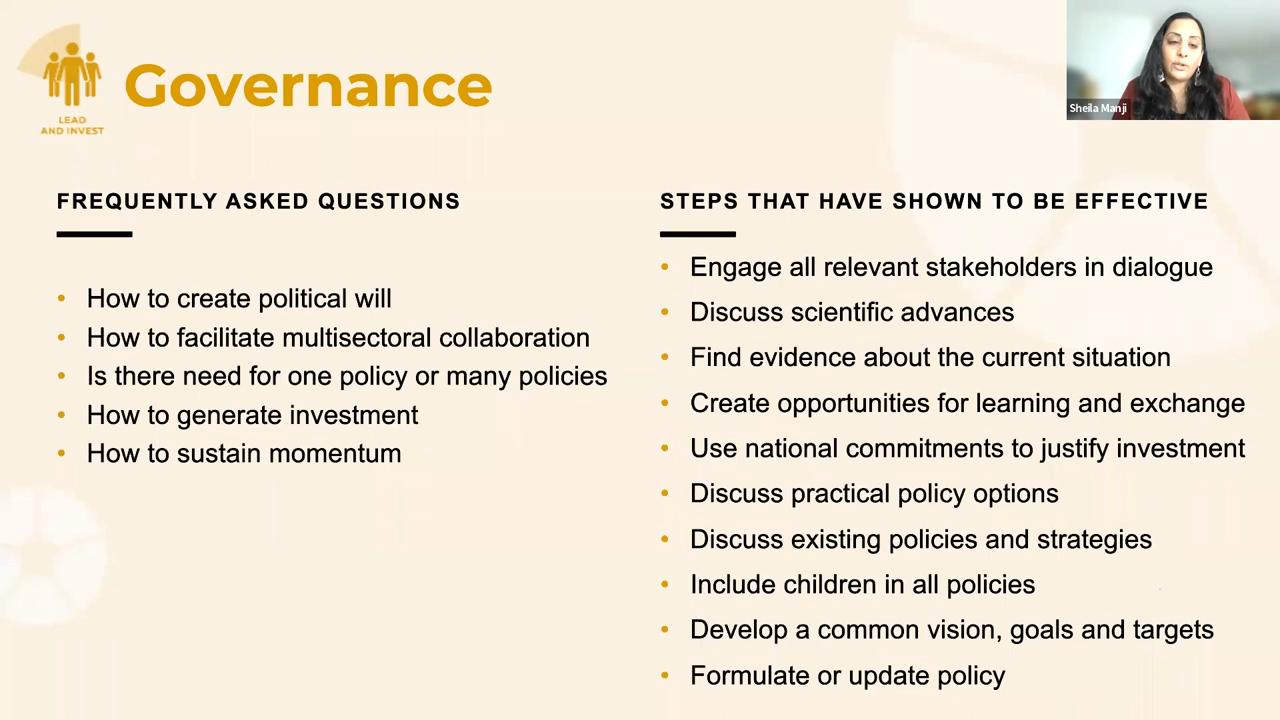 Governance
LEAD
AND INVEST
Sheila Manji
FREQUENTLY ASKED QUESTIONS
• How to create political will
• How to facilitate multisectoral collaboration
• Is there need for one policy or many policies
• How to generate investment
• How to sustain momentum
STEPS THAT HAVE SHOWN TO BE EFFECTIVE
• Engage all relevant stakeholders in dialogue
• Discuss scientific advances
• Find evidence about the current situation
• Create opportunities for learning and exchange
• Use national commitments to justify investment
• Discuss practical policy options
• Discuss existing policies and strategies
• Include children in all policies
• Develop a common vision, goals and targets
• Formulate or update policy